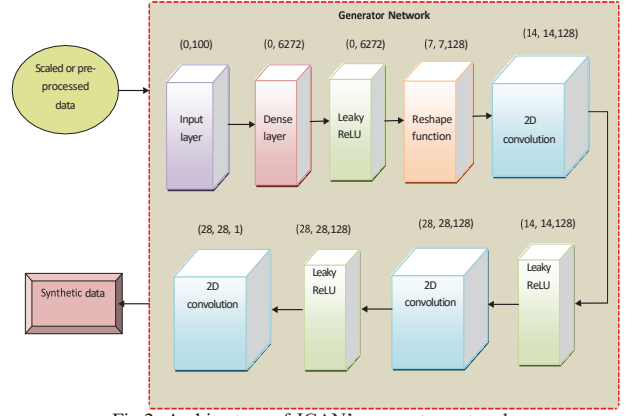 Generator Network
(0,100)
(0, 6272)
(0, 6272)
(7, 7,128)
(14, 14,128)
Scaled or pre-
processed
data
Input
layer
Dense
layer
Leaky
ReLU
Reshape
function
2D
convolution
(28, 28, 1)
(28, 28,128)
(28, 28,128)
(14, 14,128)
Synthetic data
2D
convolution
Leaky
ReLU
2D
convolution
Leaky
ReLU